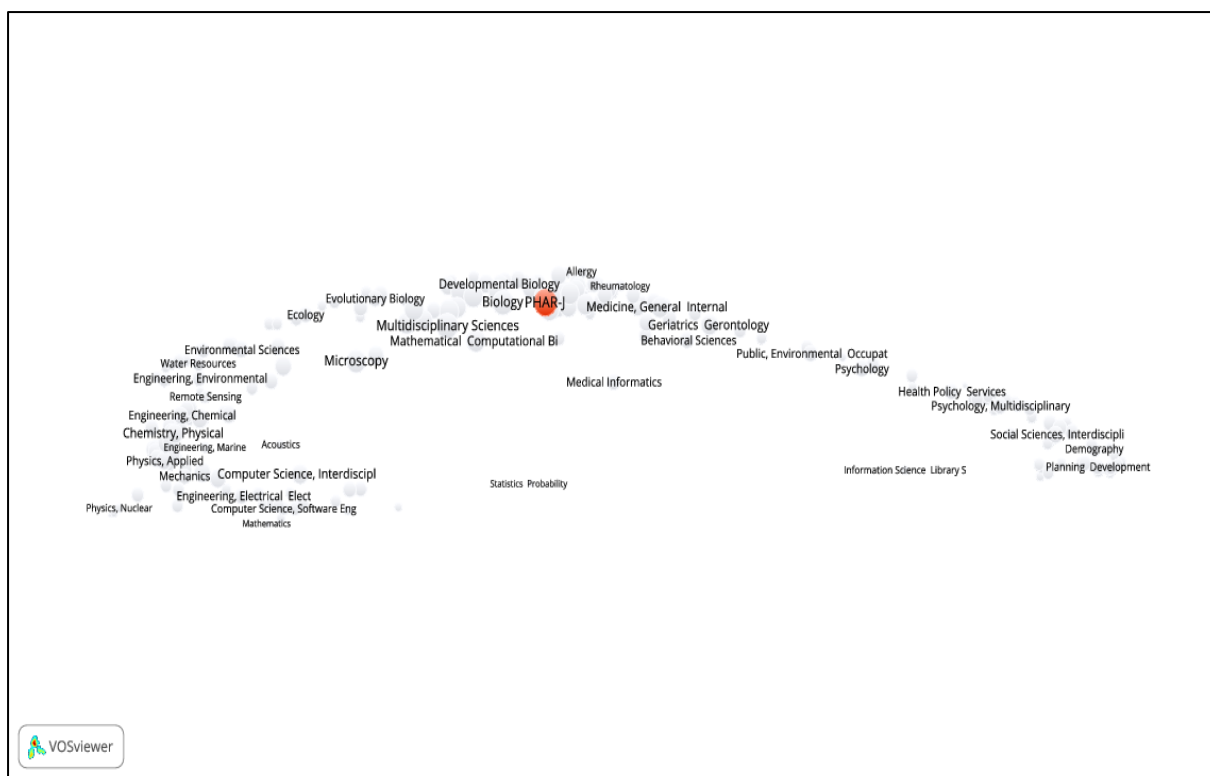 Allergy
Developmental Biology
Rheumatology
Evolutionary Biology
Biology
PHAR-J
Medicine, General Internal
Ecology
Multidisciplinary Sciences
Geriatrics Gerontology
Mathematical Computational Bi
Behavioral Sciences
Environmental Sciences
Public, Environmental Occupat
Water Resources
Microscopy
Psychology
Engineering, Environmental
Medical Informatics
Health Policy Services
Remote Sensing
Psychology, Multidisciplinary
Engineering, Chemical
Chemistry, Physical
Social Sciences, Interdiscipli
Engineering, Marine
Acoustics
Demography
Physics, Applied
Planning Development
Information Science Library S
Mechanics
Computer Science, Interdiscipl
Statistics Probability
Engineering, Electrical Elect
Physics, Nuclear
Computer Science, Software Eng
Mathematics
VOSviewer